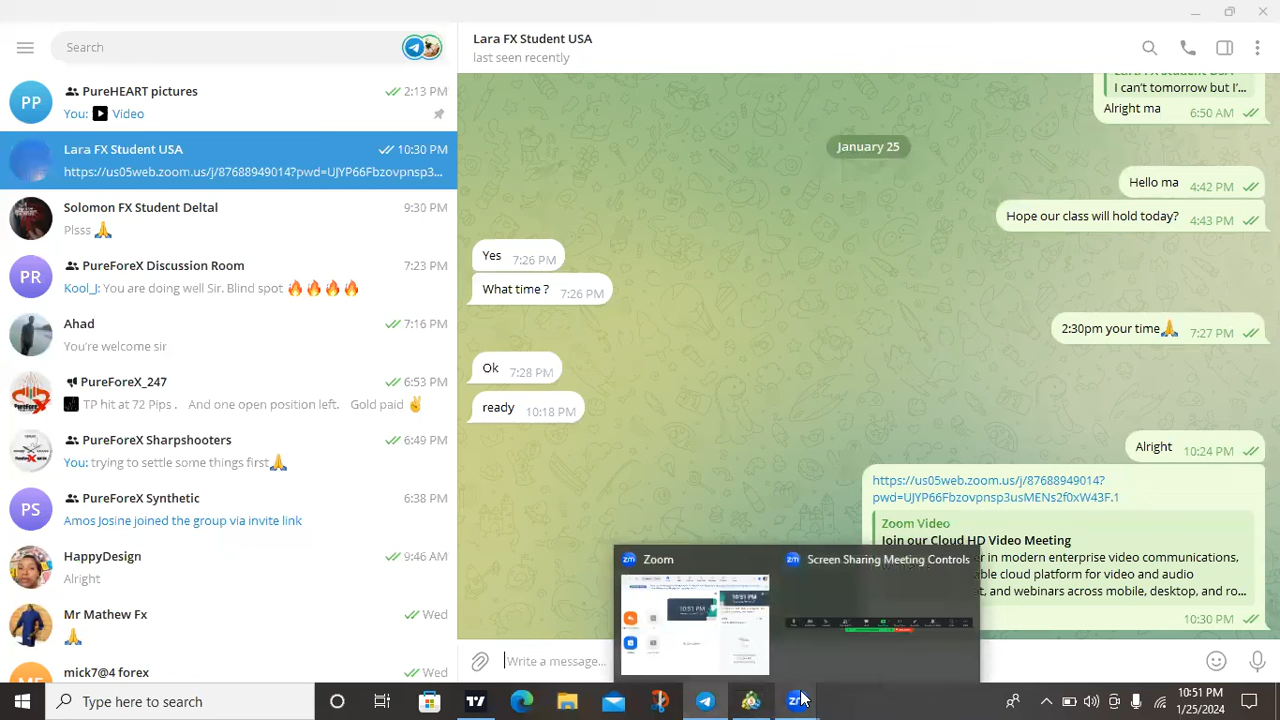 Search
PP
PureHEART pictures
2:13 PM
You: Video
Lara FX Student USA
10:30 PM
https://us05web.zoom.us/j/87688949014?pwd=UJYP66Fbzovpnsp3...
Solomon FX Student Deltal
9:30 PM
Plsss 🙏
PR
PureForeX Discussion Room
7:23 PM
Kool_J: You are doing well Sir. Blind spot 🔥🔥🔥🔥
Ahad
7:16 PM
You're welcome sir
PureForeX_247
6:53 PM
TP hit at 72 Pips . And one open position left. Gold paid ✌
PureForeX Sharpshooters
6:49 PM
You: trying to settle some things first🙏
PS
PureForeX Synthetic
6:38 PM
Amos Josine joined the group via invite link
HappyDesign
9:46 AM
Alright
Mr Nathan Fx
Wed
🙏
mick70_4_forex
Wed
Lara FX Student USA
last seen recently
I can't tomorrow but I'...
Alright ma
6:50 AM
January 25
Hello ma
4:42 PM
Hope our class will hold today?
4:43 PM
Yes
7:26 PM
What time ?
7:26 PM
2:30pm your time🙏
7:27 PM
Ok
7:28 PM
ready
10:18 PM
Alright
10:24 PM
https://us05web.zoom.us/j/87688949014?
pwd=UJYP66Fbzovpnsp3usMENs2f0xW43F.1
Zoom Video
Join our Cloud HD Video Meeting
in modern enterprise video communications,
cloud platform for video and audio
and webinars across mobile, desktop, and ro...
10:30 PM
zm Zoom
zm Screen Sharing Meeting Controls
10:51 PM
Write a message...
Type here to search
10:51 PM
1/25/2024